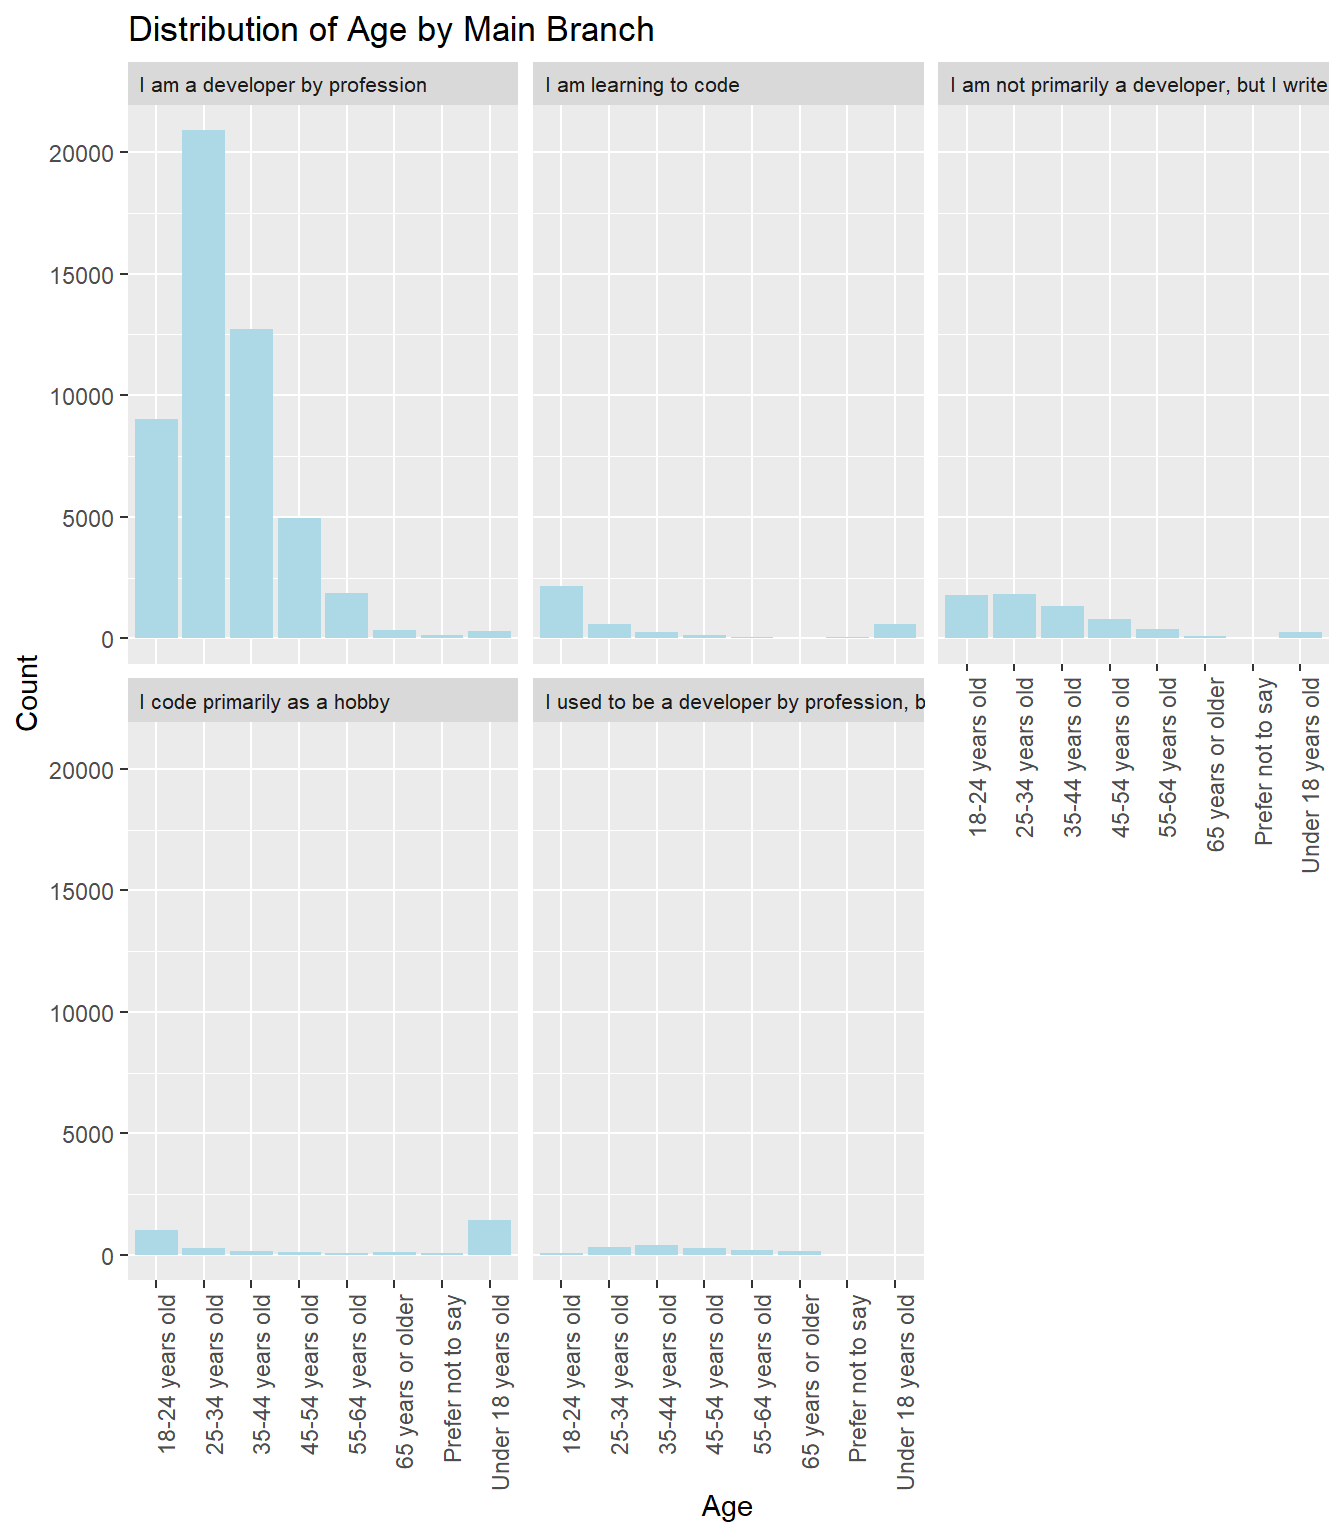 Distribution of Age by Main Branch
I am a developer by profession
I am learning to code
I am not primarily a developer, but I write
20000
15000
10000
5000
0
18-24 years old
25-34 years old
35-44 years old
45-54 years old
55-64 years old
65 years or older
Prefer not to say
Under 18 years old
Count
I code primarily as a hobby
I used to be a developer by profession, b
20000
15000
10000
5000
0
18-24 years old
25-34 years old
35-44 years old
45-54 years old
55-64 years old
65 years or older
Prefer not to say
Under 18 years old
18-24 years old
25-34 years old
35-44 years old
45-54 years old
55-64 years old
65 years or older
Prefer not to say
Under 18 years old
Age